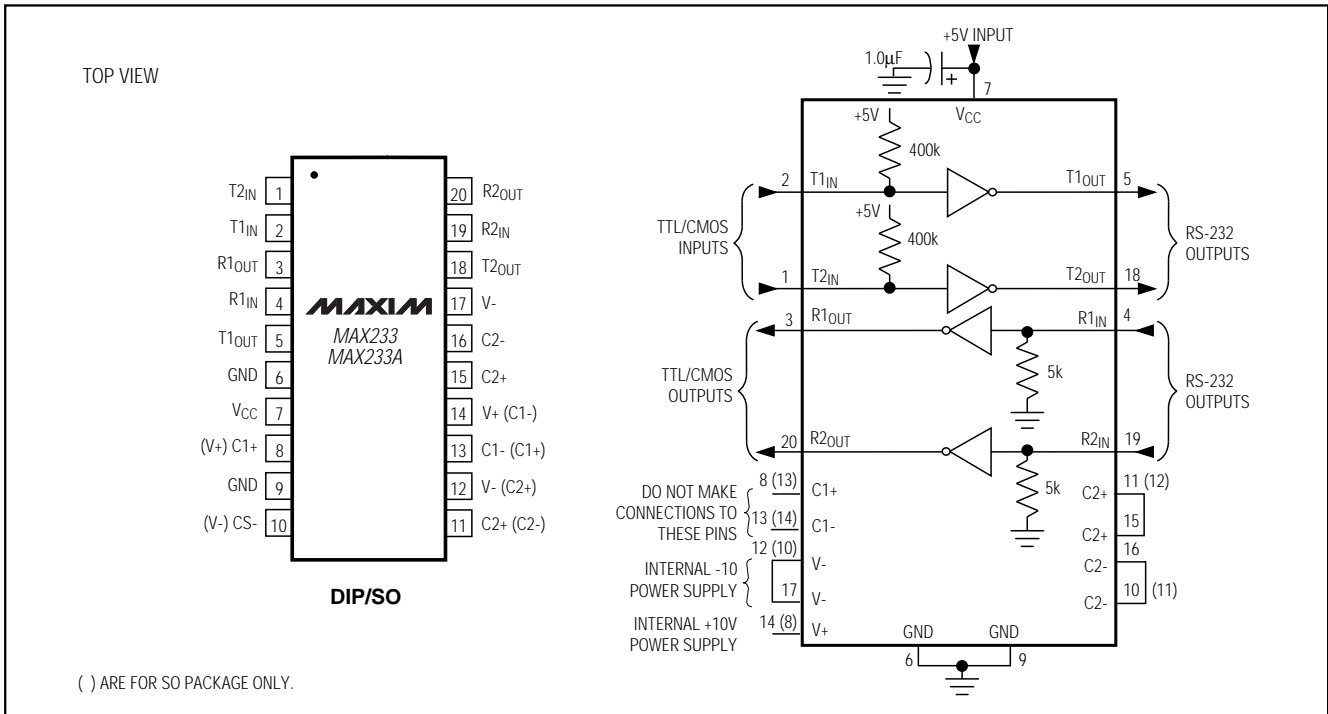 TOP VIEW
T2IN 1
T1IN 2
R1OUT 3
R1IN 4
T1OUT 5
GND 6
VCC 7
(V+) C1+ 8
GND 9
(V-) CS- 10
MAXIM
MAX233
MAX233A
20 R2OUT
19 R2IN
18 T2OUT
17 V-
16 C2-
15 C2+
14 V+ (C1-)
13 C1- (C1+)
12 V- (C2+)
11 C2+ (C2-)
DIP/SO
( ) ARE FOR SO PACKAGE ONLY.
+5V INPUT
1.0µF
+
7
VCC
+5V
400k
2 T1IN
T1OUT 5
+5V
400k
TTL/CMOS
INPUTS
RS-232
OUTPUTS
1 T2IN
T2OUT 18
3 R1OUT
R1IN 4
5k
TTL/CMOS
OUTPUTS
RS-232
OUTPUTS
20 R2OUT
R2IN 19
5k
DO NOT MAKE
CONNECTIONS TO
THESE PINS
8 (13) C1+
13 (14) C1-
INTERNAL -10
POWER SUPPLY
12 (10) V-
17 V-
INTERNAL +10V
POWER SUPPLY
14 (8) V+
C2+ 11 (12)
C2+ 15
C2- 16
C2- 10 (11)
GND GND
6 9